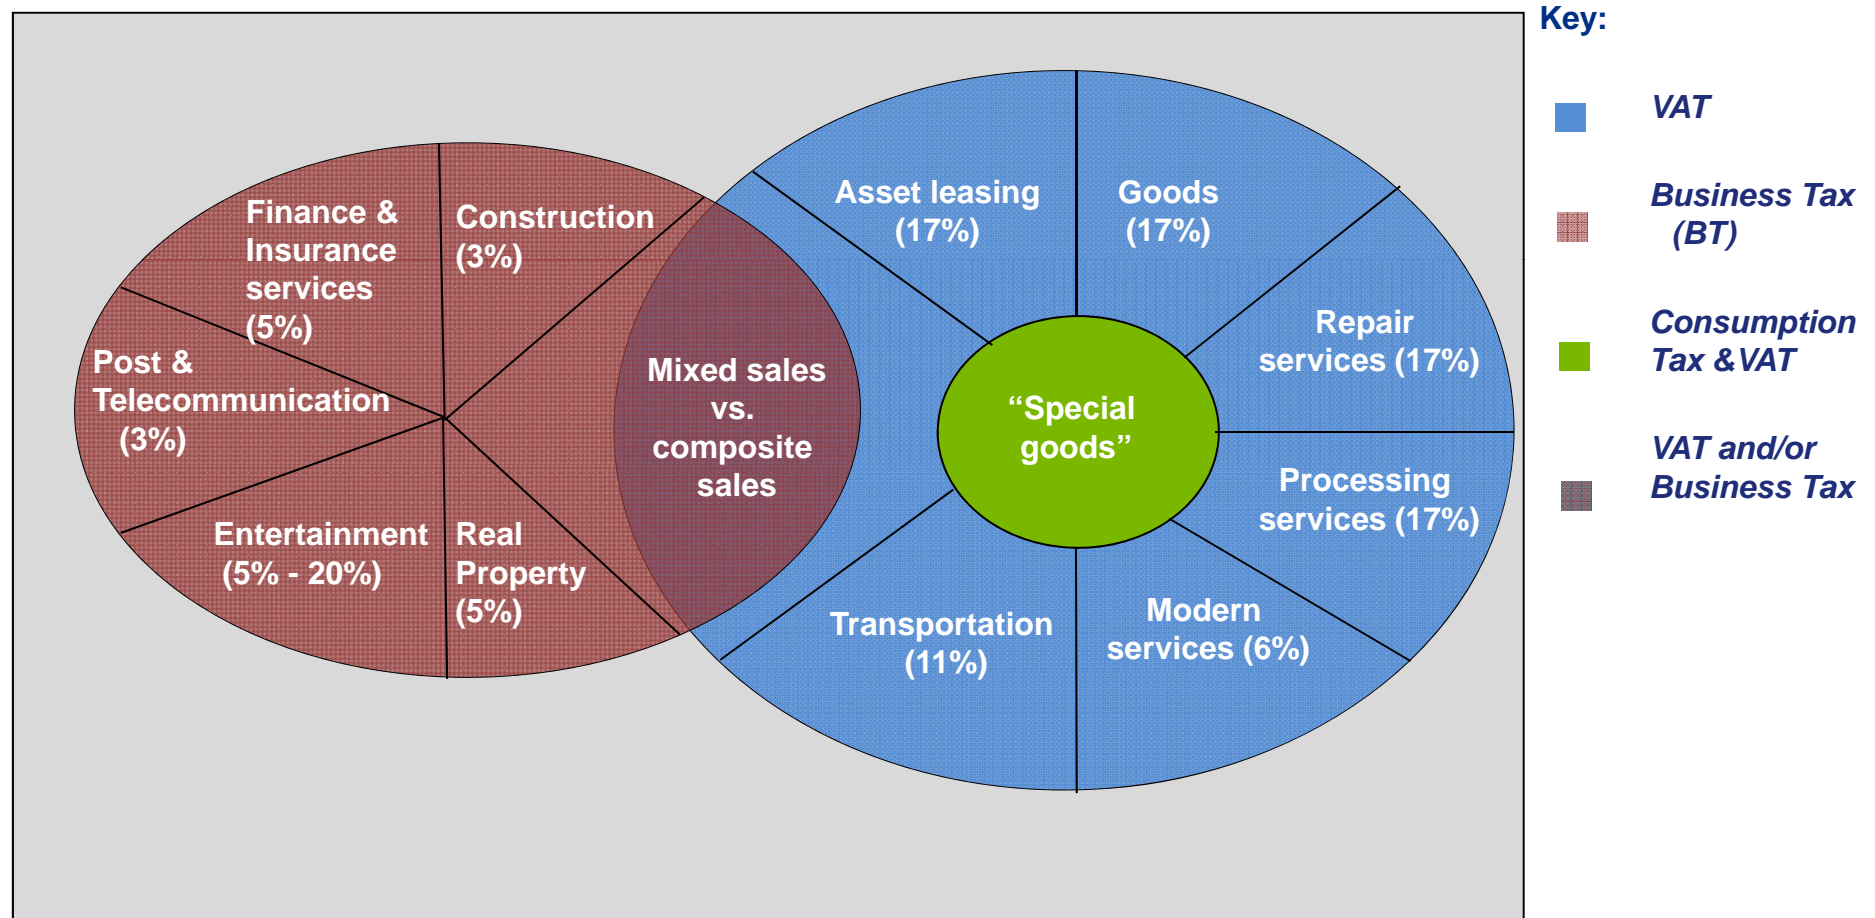 Key:
VAT
Business Tax
(BT)
Consumption
Tax &VAT
VAT and/or
Business Tax
Finance &
Insurance
services
(5%)
Construction
(3%)
Post &
Telecommunication
(3%)
Entertainment
(5% - 20%)
Real
Property
(5%)
Mixed sales
vs.
composite
sales
Asset leasing
(17%)
Goods
(17%)
Repair
services (17%)
“Special
goods”
Processing
services (17%)
Transportation
(11%)
Modern
services (6%)